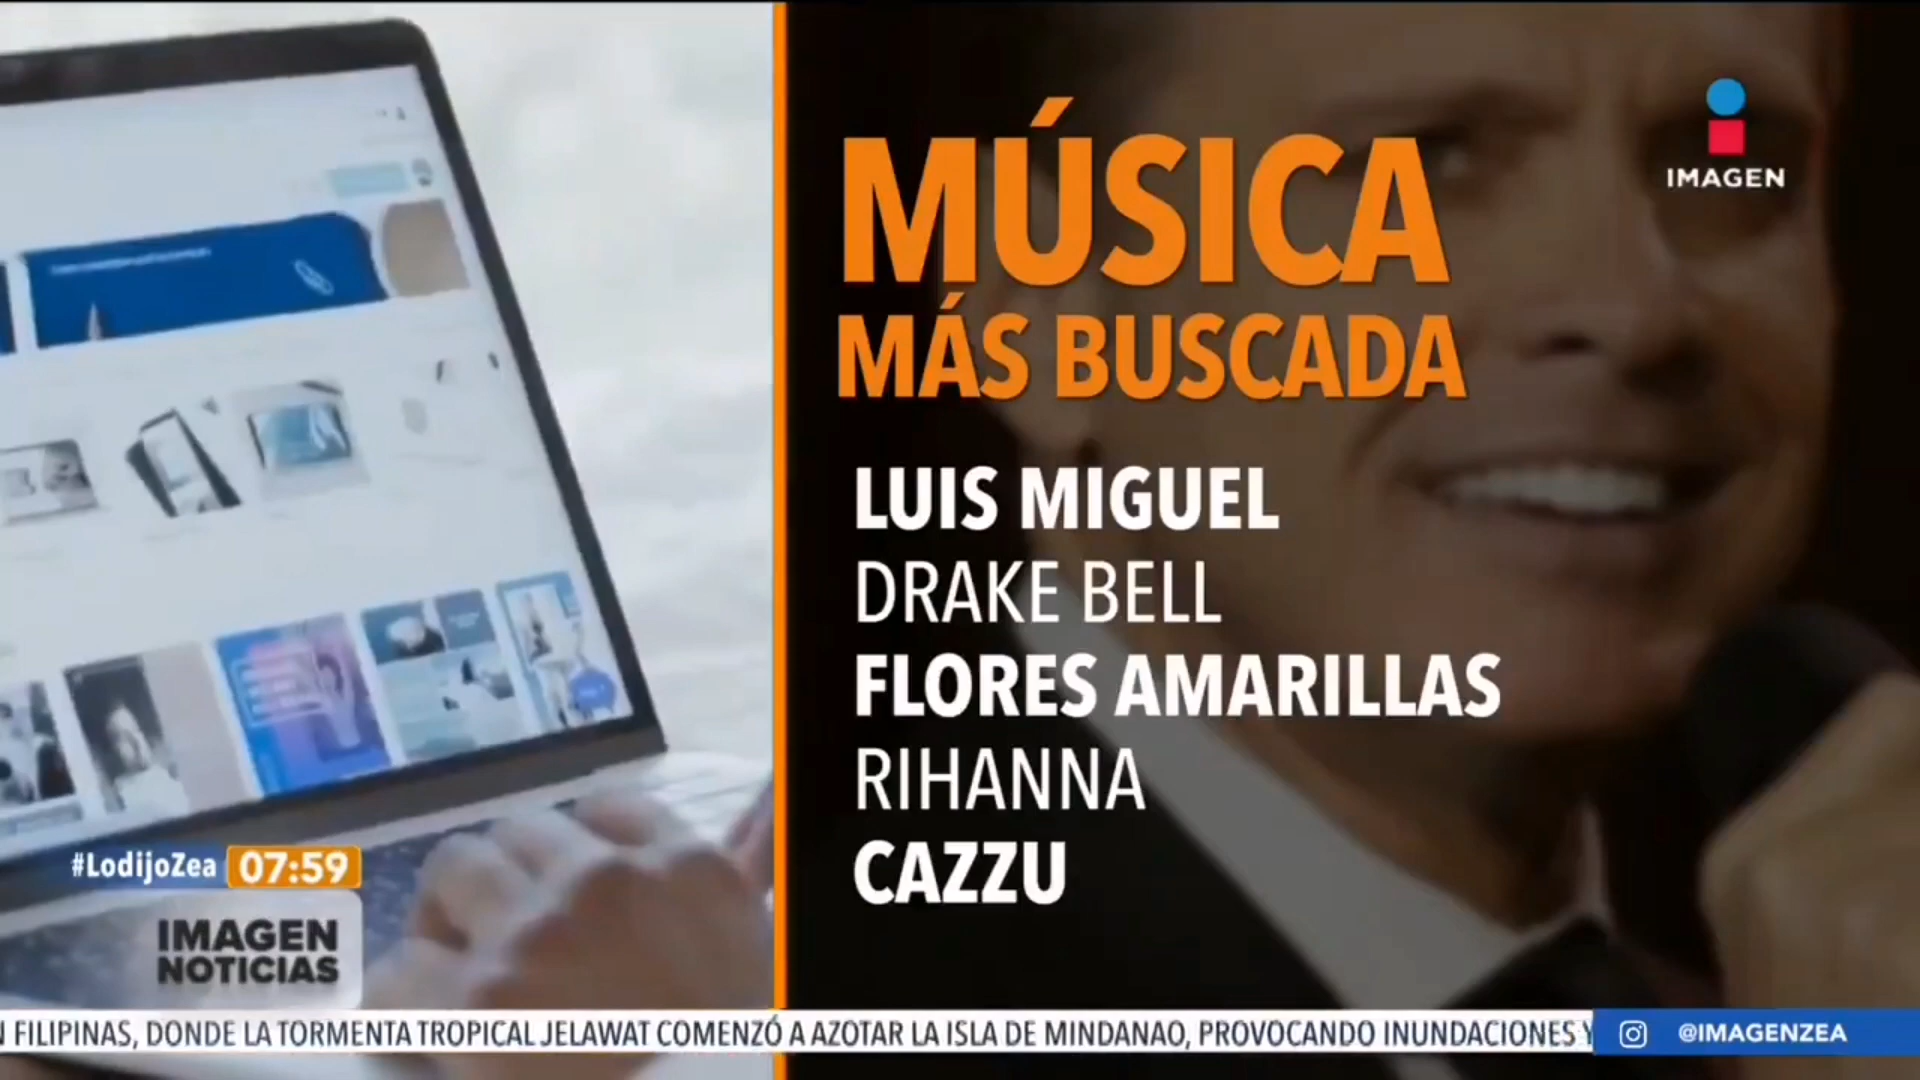 IMAGEN
MÚSICA
MÁS BUSCADA
LUIS MIGUEL
DRAKE BELL
FLORES AMARILLAS
RIHANNA
CAZZU
#LodijoZea 07:59
IMAGEN
NOTICIAS
FILIPINAS, DONDE LA TORMENTA TROPICAL JELAWAT COMENZÓ A AZOTAR LA ISLA DE MINDANAO, PROVOCANDO INUNDACIONES Y
@IMAGENZEA